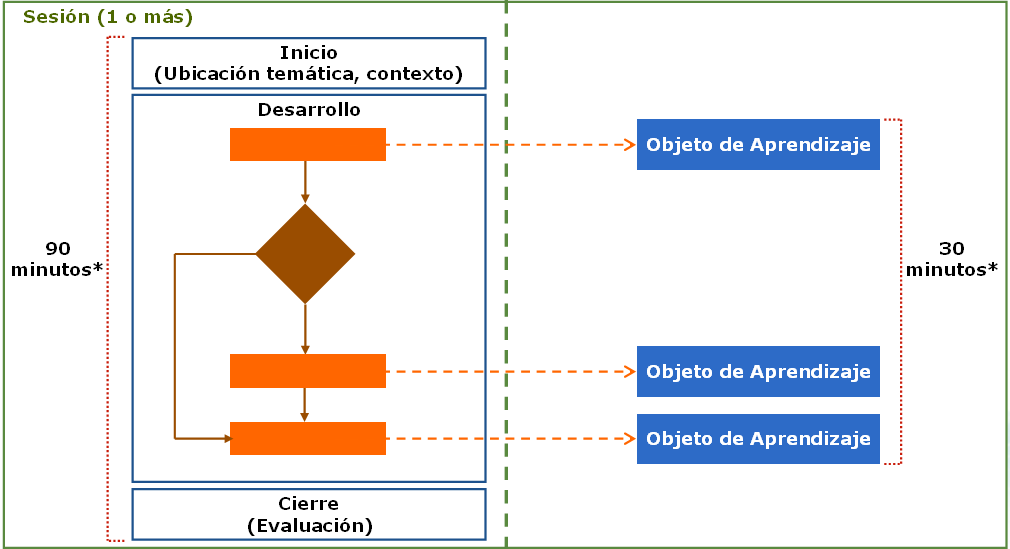 Sesión (1 o más)
Inicio
(Ubicación temática, contexto)
Desarrollo
Objeto de Aprendizaje
90
minutos*
30
minutos*
Objeto de Aprendizaje
Objeto de Aprendizaje
Cierre
(Evaluación)